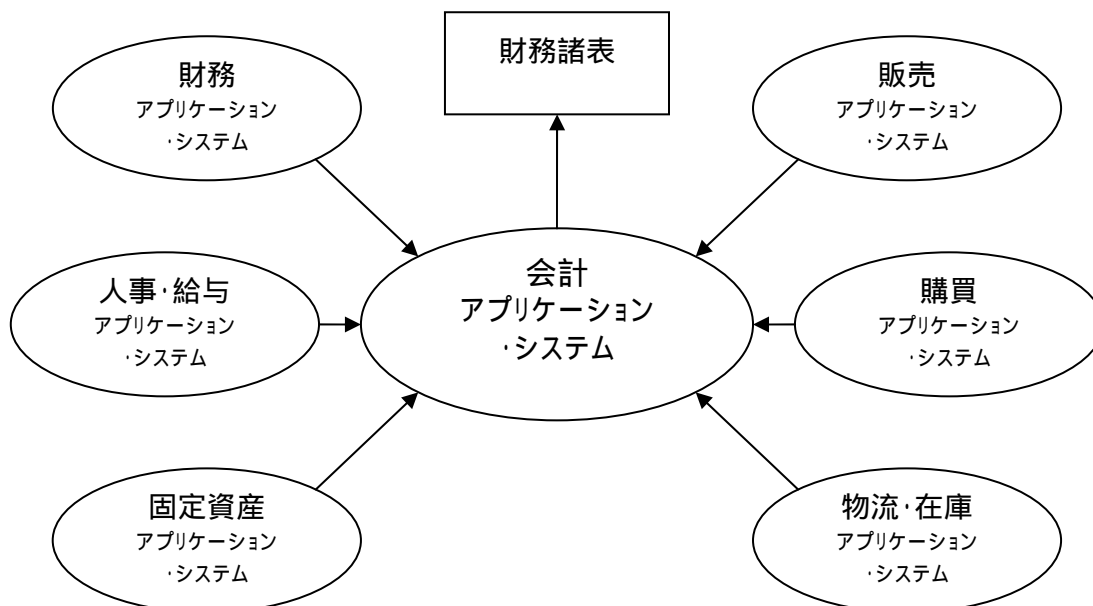 財務諸表
財務
アプリケーション
・システム
販売
アプリケーション
・システム
会計
アプリケーション
・システム
人事・給与
アプリケーション
・システム
購買
アプリケーション
・システム
固定資産
アプリケーション
・システム
物流・在庫
アプリケーション
・システム